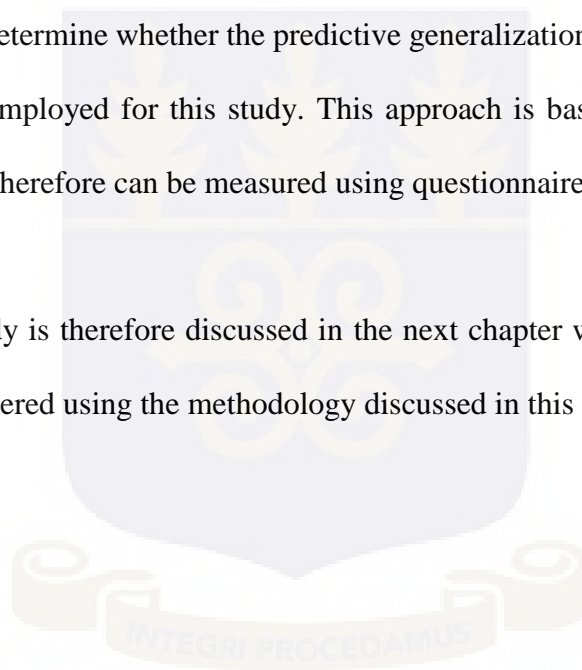 etermine whether the predictive generalization
mployed for this study. This approach is bas
herefore can be measured using questionnaire
ly is therefore discussed in the next chapter w
ered using the methodology discussed in this
INTEGRI PROCEDAMUS